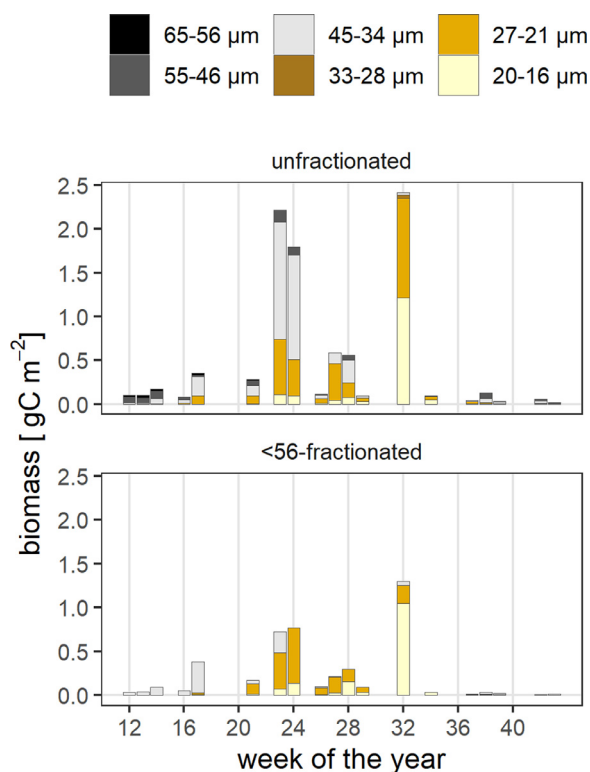 65-56 μm 45-34 μm 27-21 μm
55-46 μm 33-28 μm 20-16 μm
unfractionated
2.5
2.0
1.5
1.0
0.5
0.0
<56-fractionated
2.5
2.0
1.5
1.0
0.5
0.0
biomass [ gC m⁻²]
12 16 20 24 28 32 36 40
week of the year